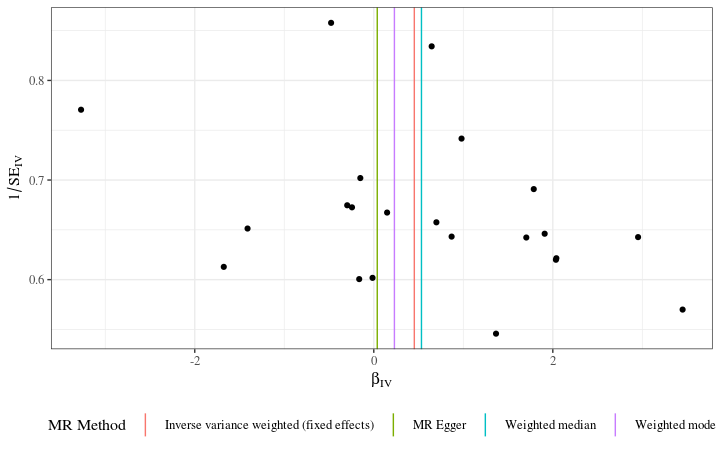 0.8
0.7
0.6
1/SE_IV
-2
0
2
β_IV
MR Method
Inverse variance weighted (fixed effects)
MR Egger
Weighted median
Weighted mode